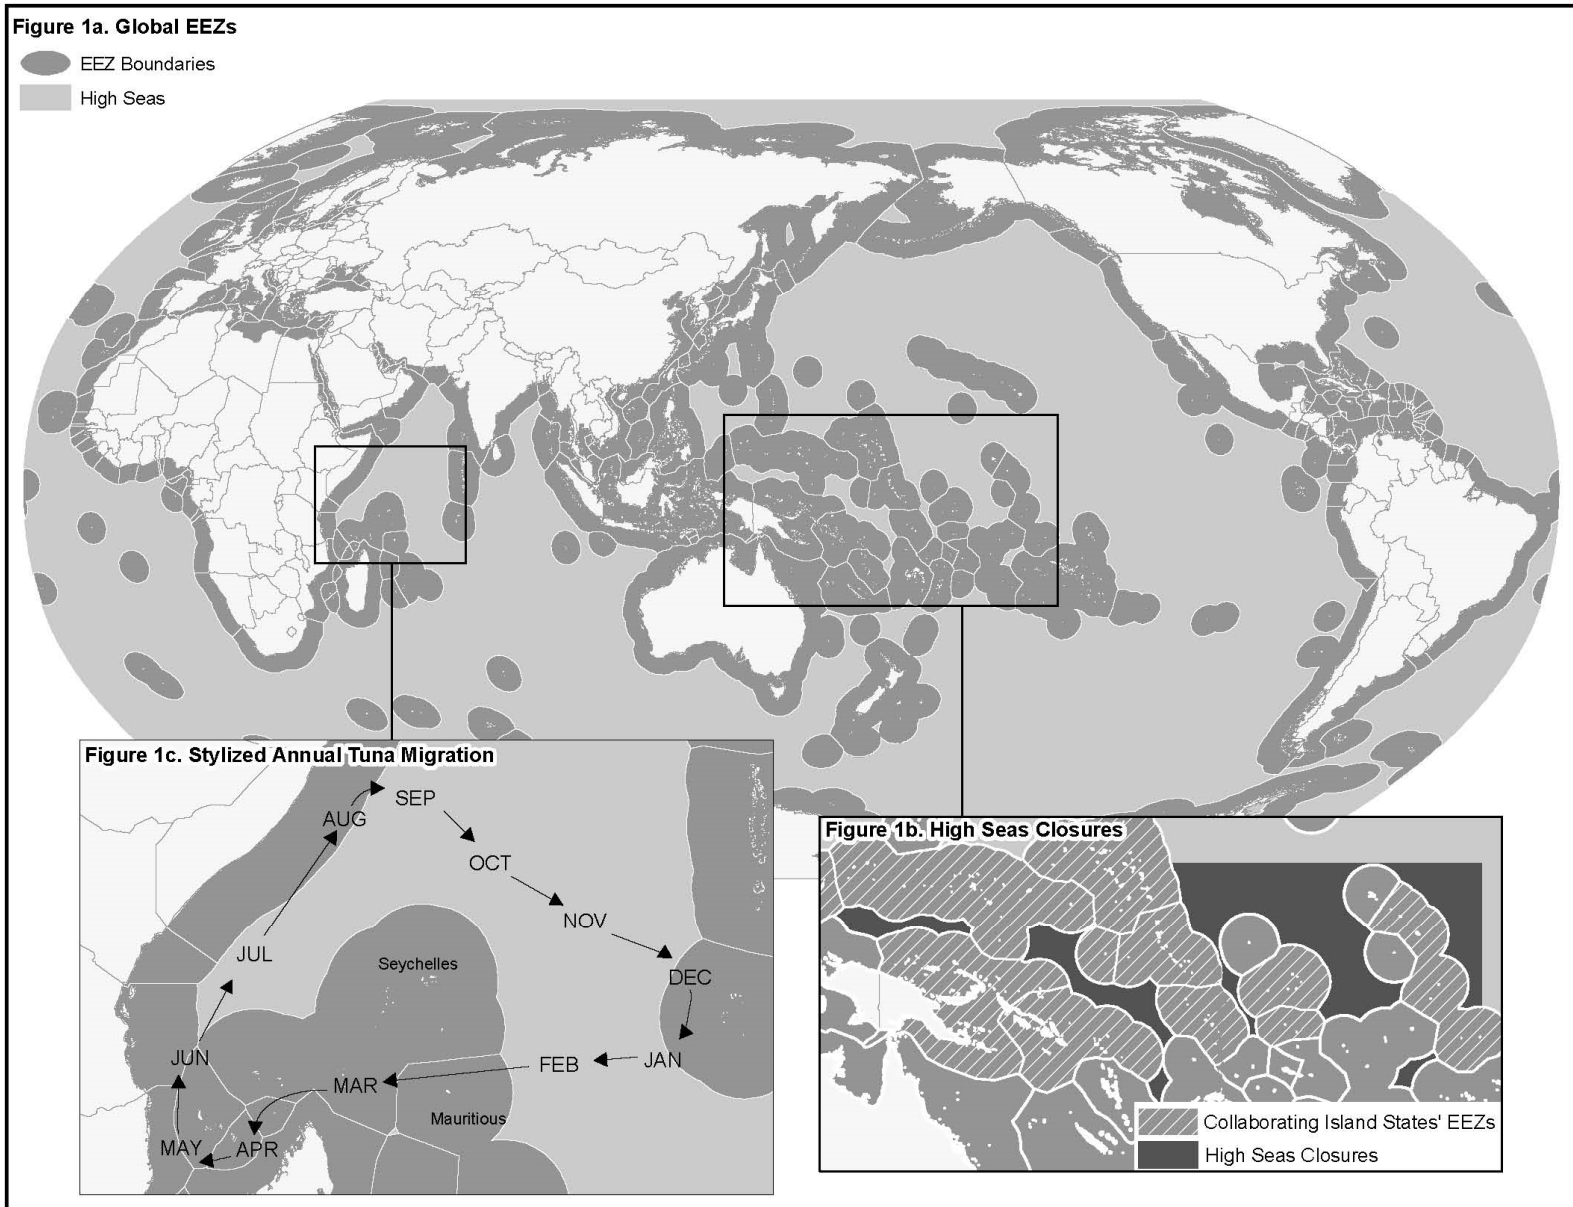 Figure 1a. Global EEZs
EEZ Boundaries
High Seas
Figure 1c. Stylized Annual Tuna Migration
SEP
AUG
OCT
NOV
JUL
Seychelles
DEC
JUN
JAN
FEB
MAR
Mauritious
MAY
APR
Figure 1b. High Seas Closures
Collaborating Island States' EEZs
High Seas Closures